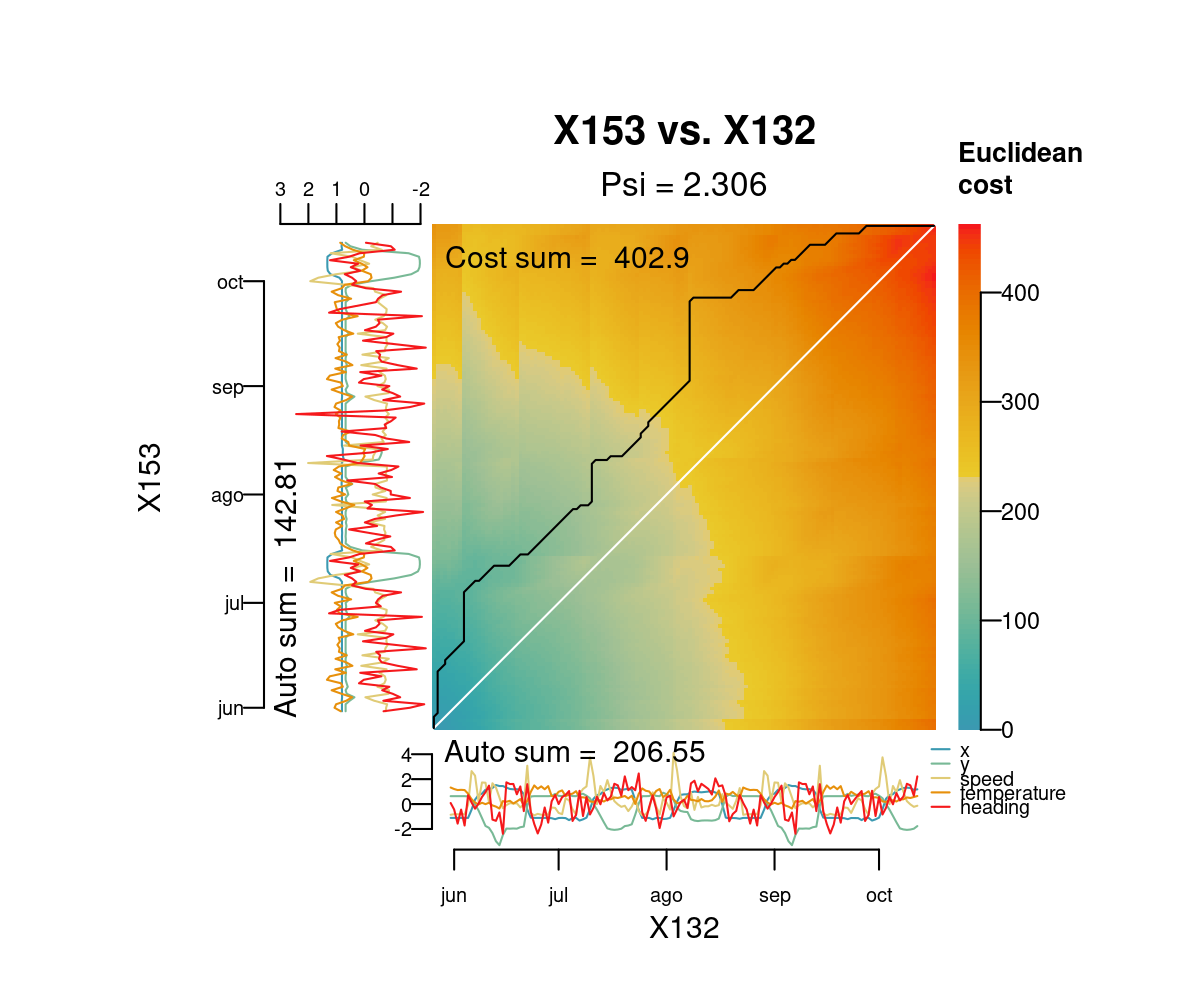 X153 vs. X132
Psi = 2.306
Euclidean
cost
3 2 1 0 -2
Cost sum = 402.9
oct
sep
ago
jul
jun
X153
Auto sum = 142.81
400
300
200
100
0
Auto sum = 206.55
4
2
0
-2
x
y
speed
temperature
heading
jun jul ago sep oct
X132